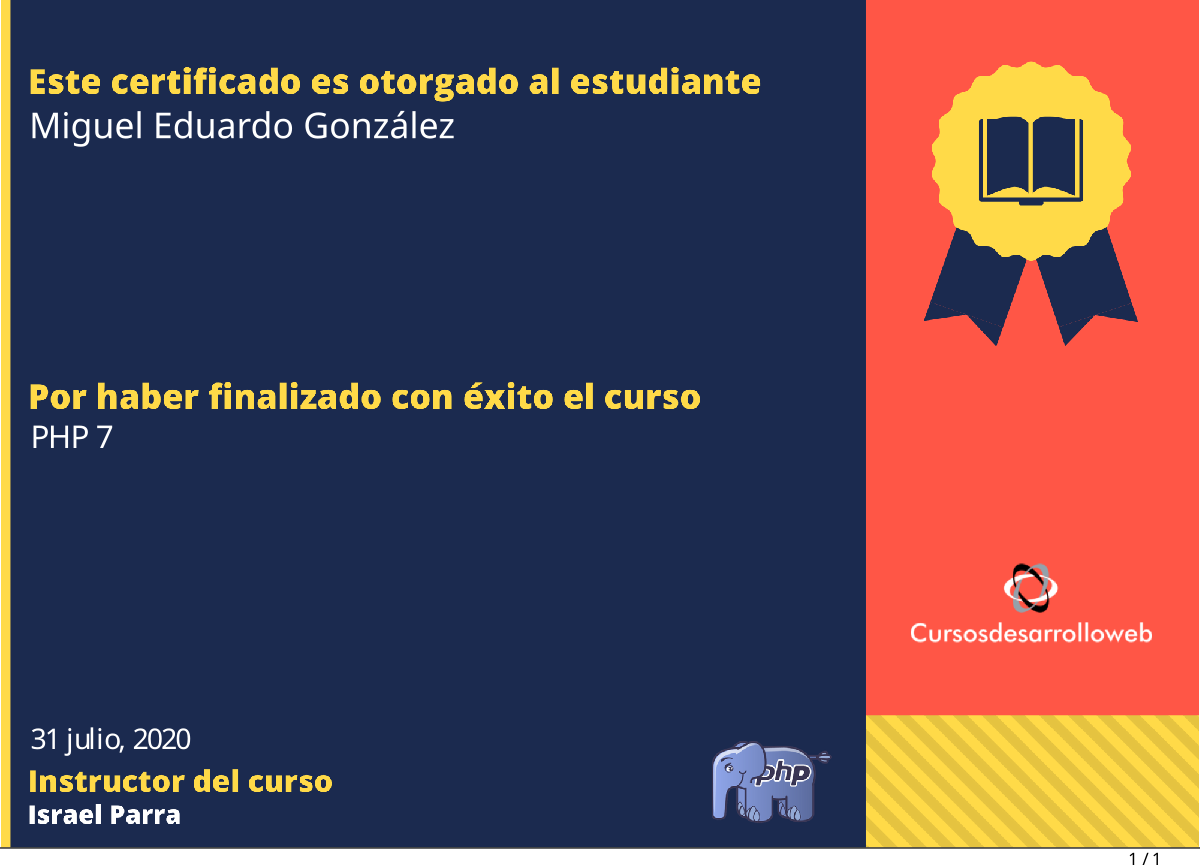 Este certificado es otorgado al estudiante
Miguel Eduardo González
Por haber finalizado con éxito el curso
PHP 7
Cursosdesarrolloweb
31 julio, 2020
Instructor del curso
Israel Parra
php
1 / 1